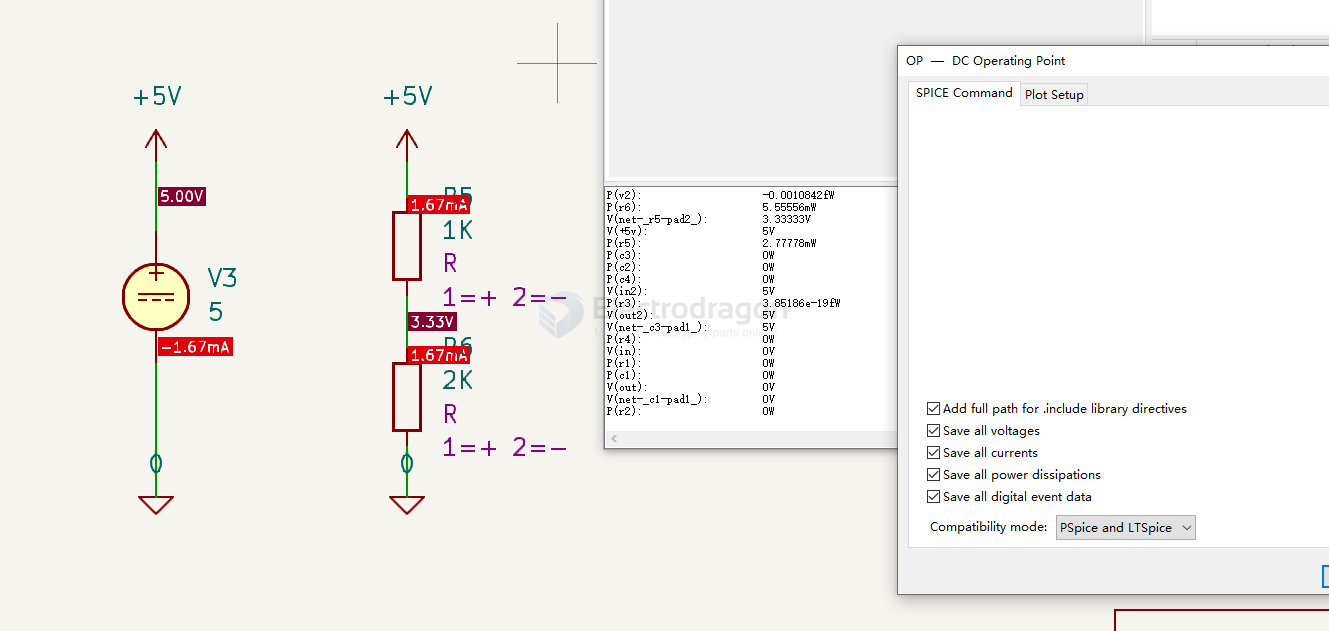 +5V
+5V
5.00V
R5
1.67mA
1K
R
1=+ 2=−
V3
5
3.33V
−1.67mA
R6
1.67mA
2K
R
1=+ 2=−
0
0
P(v2): -0.0010842fW
P(r6): 5.55556mW
V(net-_r5-pad2_): 3.33333V
V(+5v): 5V
P(r5): 2.77778mW
P(c3): 0W
P(c2): 0W
P(c4): 0W
V(in2): 5V
P(r3): 3.85186e-19fW
V(out2): 5V
V(net-_c3-pad1_): 5V
P(r4): 0W
V(in): 0V
P(r1): 0W
P(c1): 0W
V(out): 0V
V(net-_c1-pad1_): 0V
P(r2): 0W
Electrodragon
OP — DC Operating Point
SPICE Command
Plot Setup
Add full path for .include library directives
Save all voltages
Save all currents
Save all power dissipations
Save all digital event data
Compatibility mode: PSpice and LTSpice